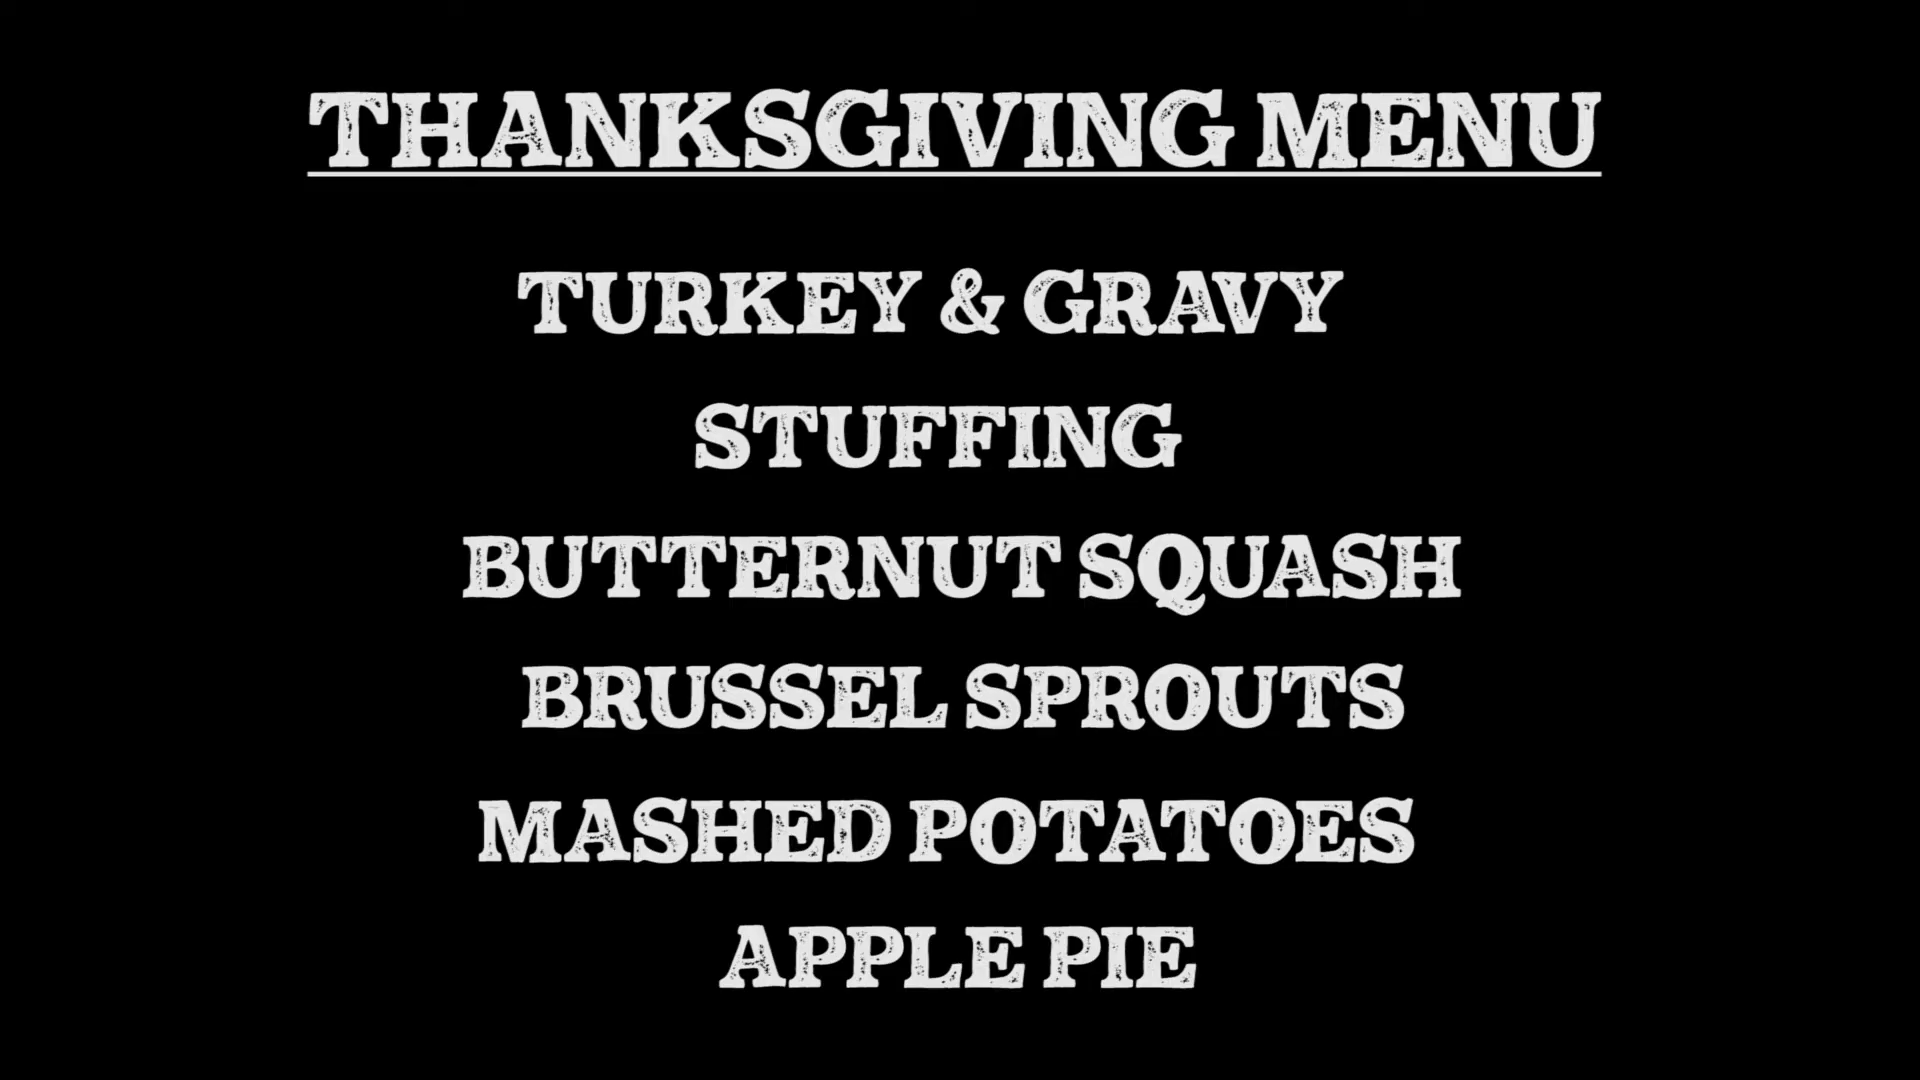 THANKSGIVING MENU
TURKEY & GRAVY
STUFFING
BUTTERNUT SQUASH
BRUSSEL SPROUTS
MASHED POTATOES
APPLE PIE